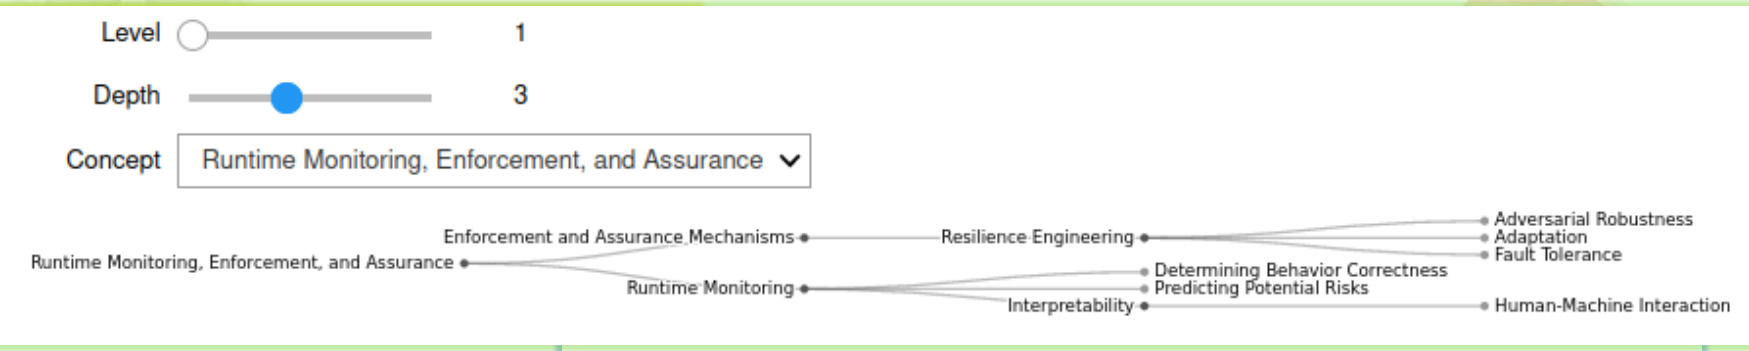 Level 1
Depth 3
Concept Runtime Monitoring, Enforcement, and Assurance
Adversarial Robustness
Enforcement and Assurance Mechanisms Resilience Engineering Adaptation
Fault Tolerance
Runtime Monitoring, Enforcement, and Assurance
Determining Behavior Correctness
Runtime Monitoring Predicting Potential Risks
Interpretability Human-Machine Interaction